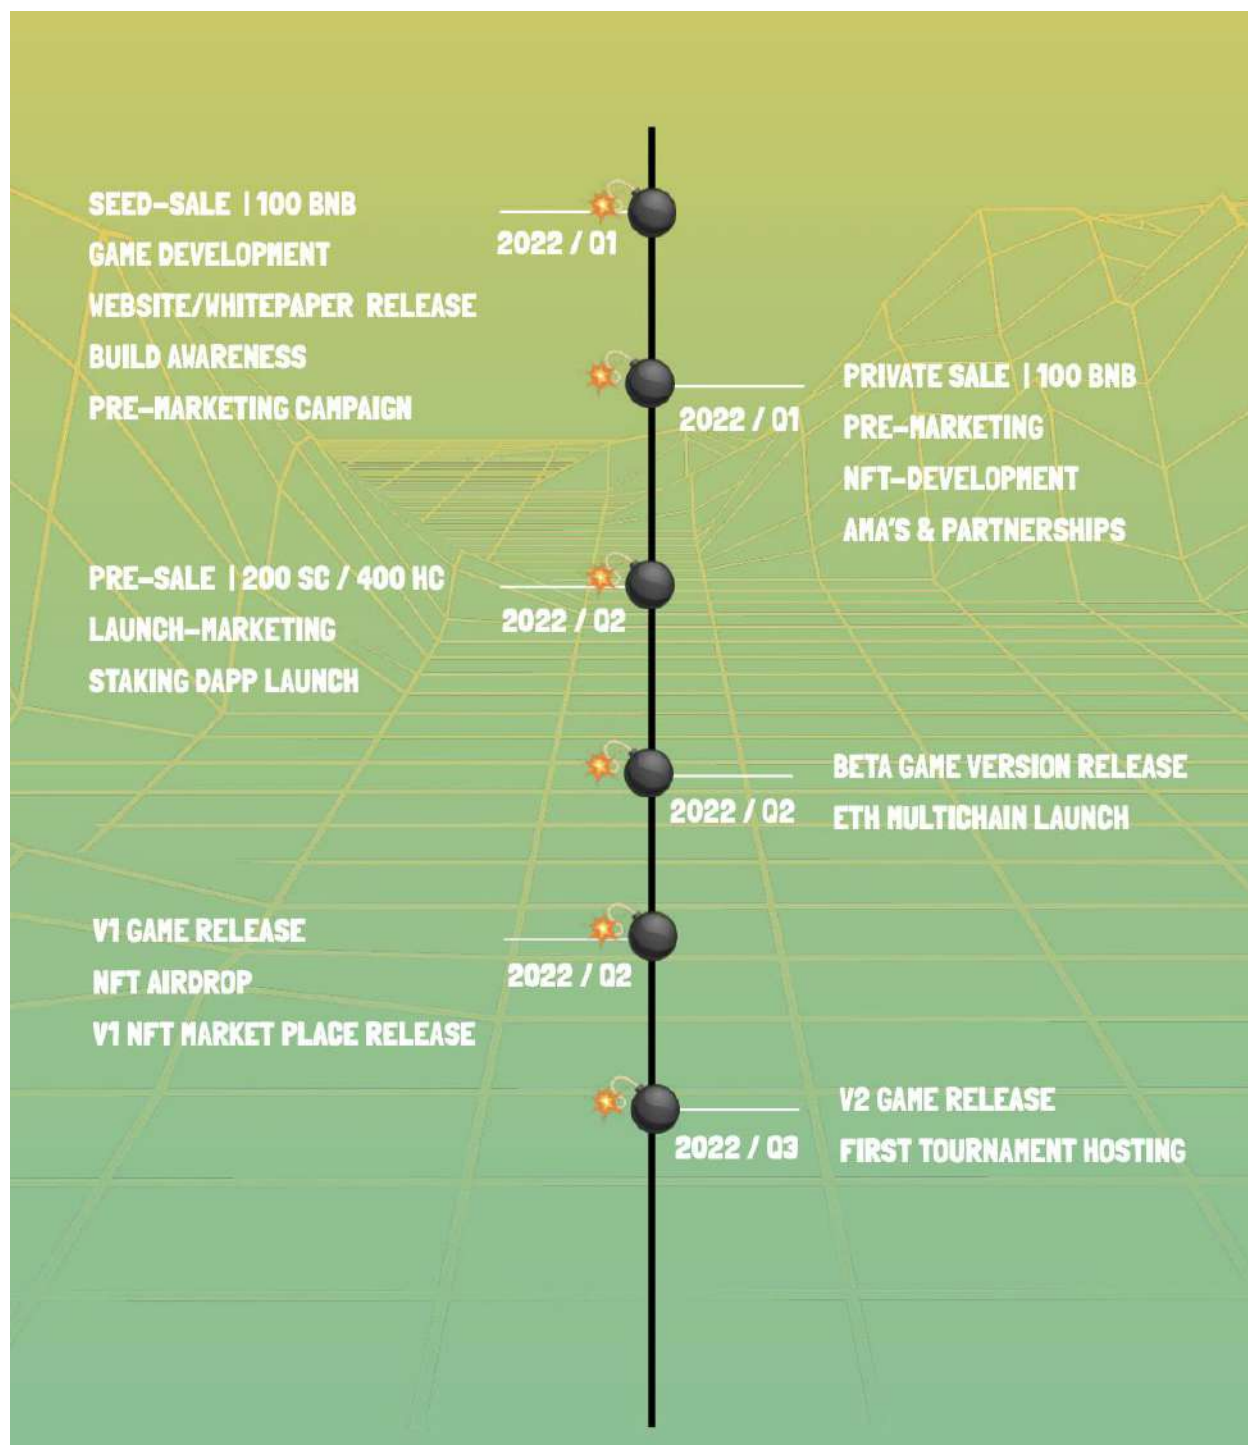 SEED-SALE | 100 BNB
GAME DEVELOPMENT
WEBSITE/WHITEPAPER RELEASE
BUILD AWARENESS
PRE-MARKETING CAMPAIGN
2022 / Q1
2022 / Q1
PRIVATE SALE | 100 BNB
PRE-MARKETING
NFT-DEVELOPMENT
AMA'S & PARTNERSHIPS
PRE-SALE | 200 SC / 400 HC
LAUNCH-MARKETING
STAKING DAPP LAUNCH
2022 / Q2
2022 / Q2
BETA GAME VERSION RELEASE
ETH MULTICHAIN LAUNCH
V1 GAME RELEASE
NFT AIRDROP
V1 NFT MARKET PLACE RELEASE
2022 / Q2
2022 / Q3
V2 GAME RELEASE
FIRST TOURNAMENT HOSTING